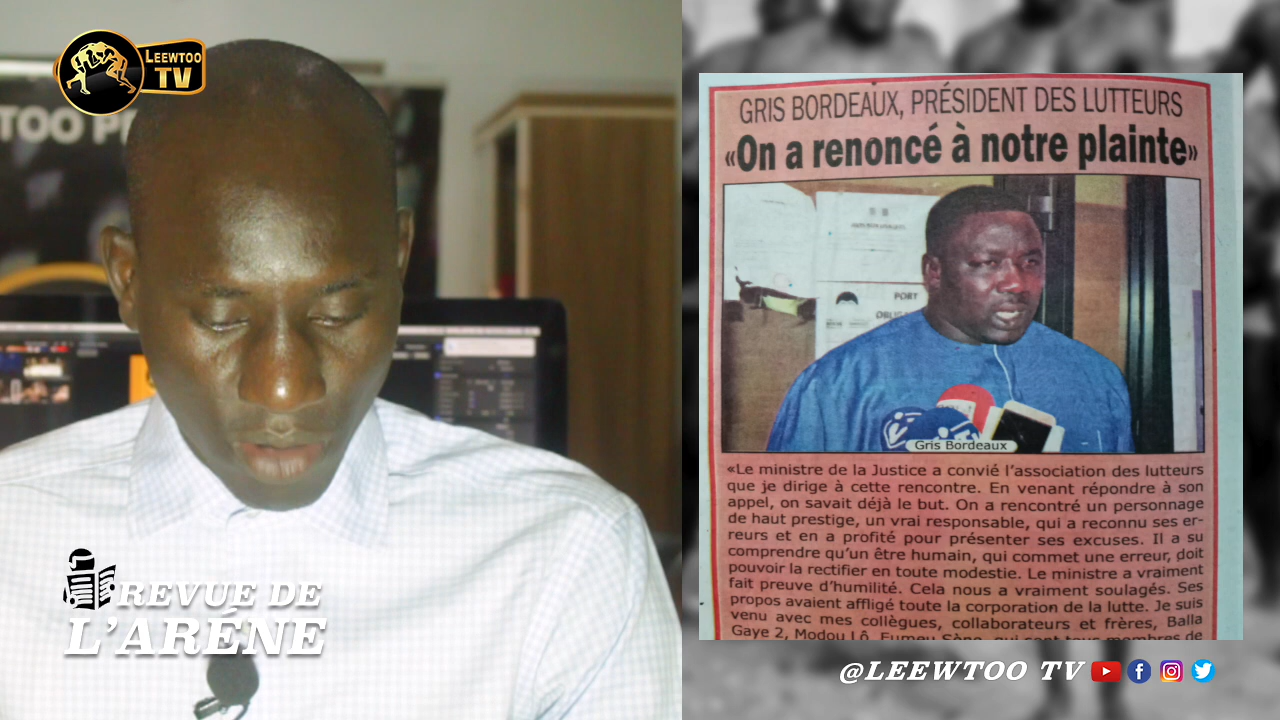 LEEWTOO
TV
TOO P
REVUE DE
L'ARÉNE
GRIS BORDEAUX, PRÉSIDENT DES LUTTEURS
«On a renoncé à notre plainte»
PORT
Gris Bordeaux
«Le ministre de la Justice a convié l'association des lutteurs
que je dirige à cette rencontre. En venant répondre à son
appel, on savait déjà le but. On a rencontré un personnage
de haut prestige, un vrai responsable, qui a reconnu ses er-
reurs et en a profité pour présenter ses excuses. Il a su
comprendre qu'un être humain, qui commet une erreur, doit
pouvoir la rectifier en toute modestie. Le ministre a vraiment
fait preuve d'humilité. Cela nous a vraiment soulagés. Ses
propos avaient affligé toute la corporation de la lutte. Je suis
venu avec mes collègues, collaborateurs et frères, Balla
Gaye 2, Modou Lô, Eumeu Sène, qui sont tous membres de
@LEEWTOO TV